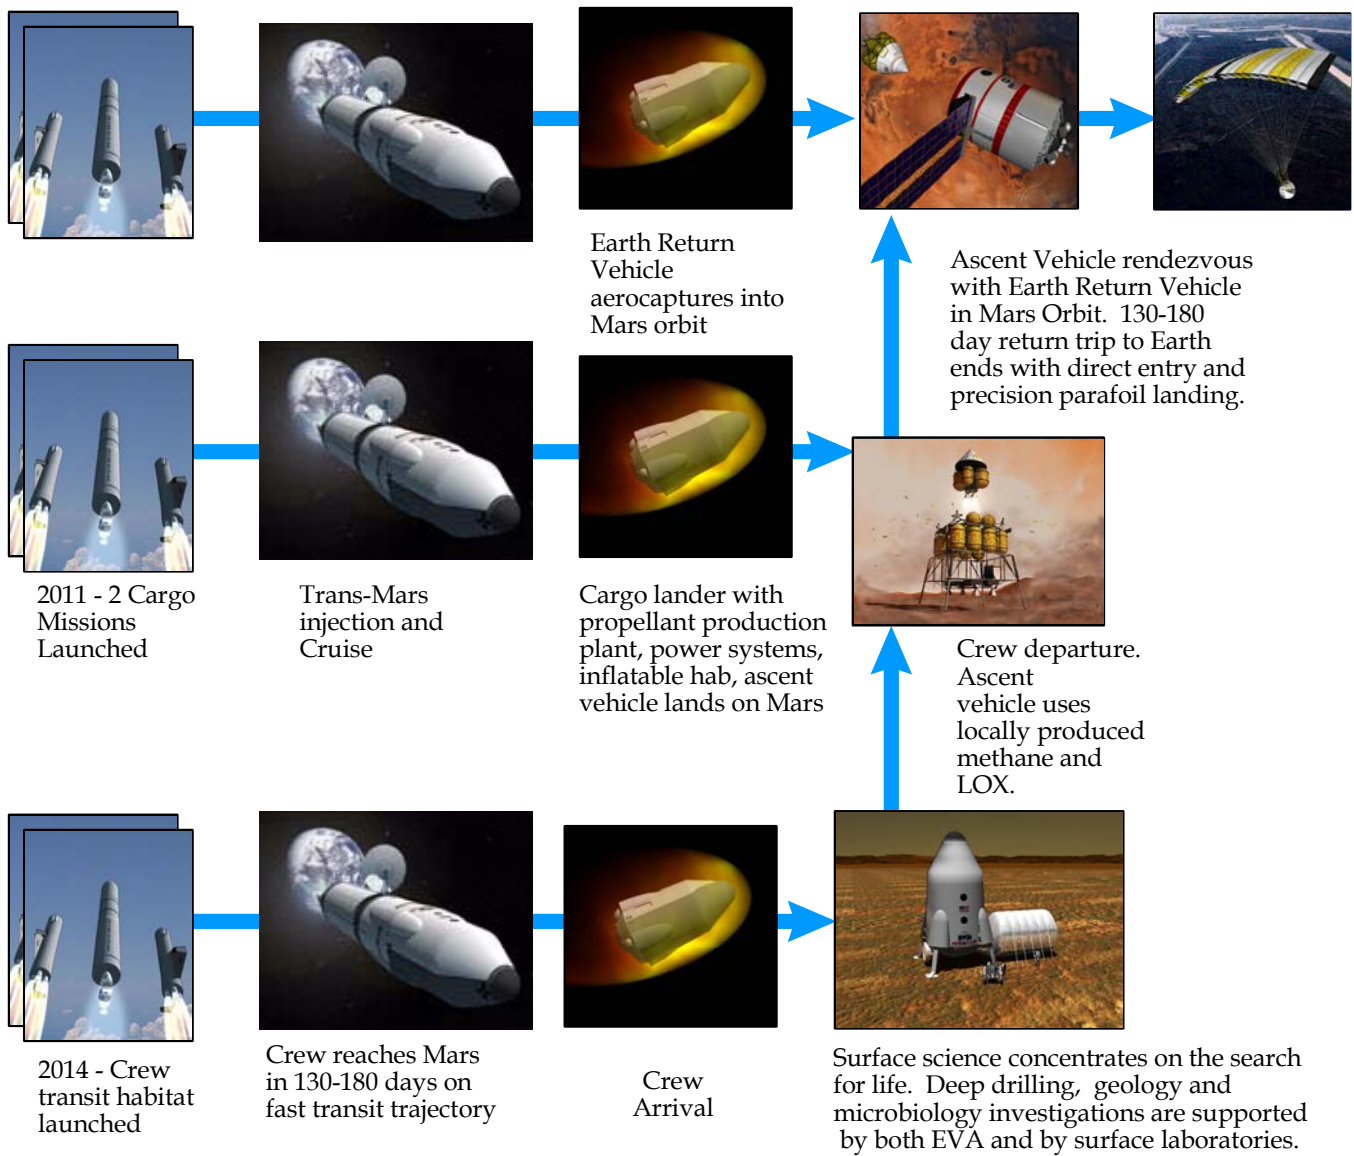 Earth Return
Vehicle
aerocaptures into
Mars orbit
Ascent Vehicle rendezvous
with Earth Return Vehicle
in Mars Orbit.  130-180
day return trip to Earth
ends with direct entry and
precision parafoil landing.
2011 - 2 Cargo
Missions
Launched
Trans-Mars
injection and
Cruise
Cargo lander with
propellant production
plant, power systems,
inflatable hab, ascent
vehicle lands on Mars
Crew departure.
Ascent
vehicle uses
locally produced
methane and
LOX.
2014 - Crew
transit habitat
launched
Crew reaches Mars
in 130-180 days on
fast transit trajectory
Crew
Arrival
Surface science concentrates on the search
for life.  Deep drilling,  geology and
microbiology investigations are supported
by both EVA and by surface laboratories.